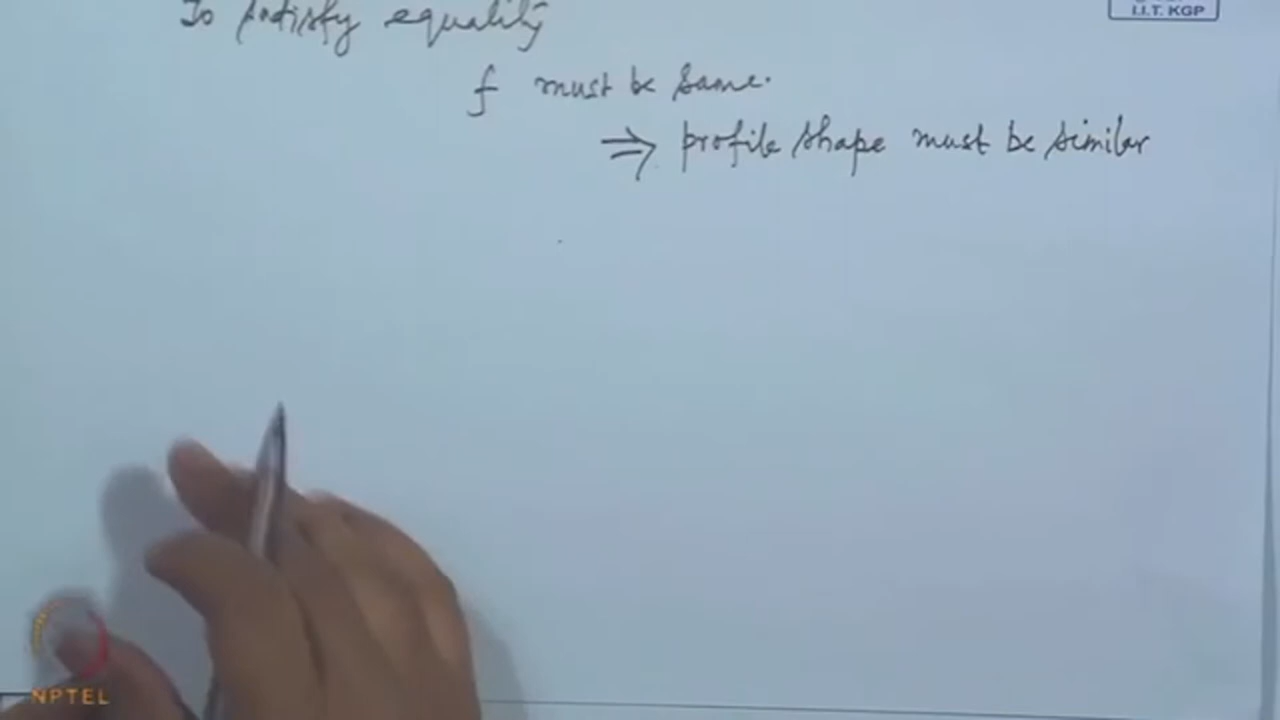 To satisfy equality
f must be same.
⇒ profile shape must be similar
I.I.T. KGP
NPTEL